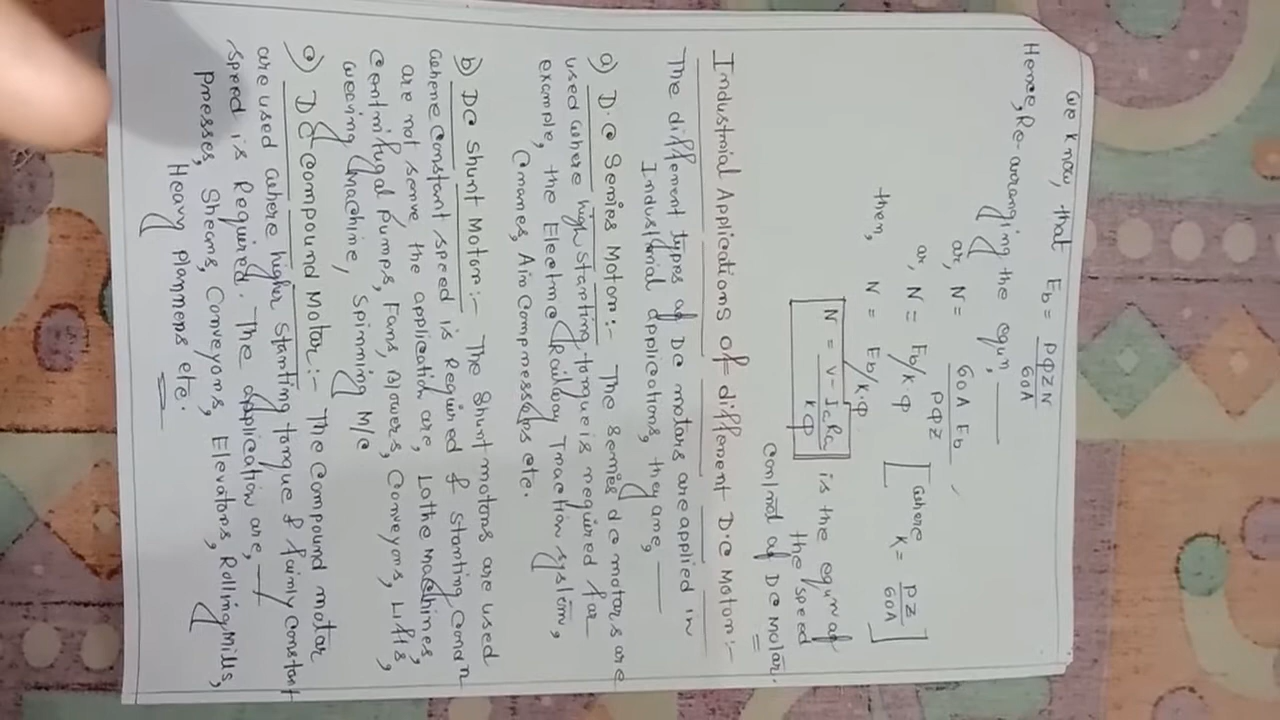 We know, that Eb = PΦZN/60A
Hence, Re-arranging the equn,
or, N = 60A Eb/PΦZ
or, N = Eb/KΦ [where K = PZ/60A]
then, N = Eb/K.Φ
N = V - IaRa/KΦ is the equn of
the speed
control of DC motor.
Industrial Applications of different D.C Motor:-
The different types of DC motors are applied in
Industrial applications, they are,
a) D.C Series Motor:- The series dc motors are
used where high starting torque is required for
example, the Electric Railway Traction system,
Cranes, Air Compressors etc.
b) DC Shunt Motor:- The Shunt motors are used
where constant speed is Required & starting Condn
are not serve the application are, Lathe machines,
Centrifugal pumps, Fans, Blowers, Conveyors, Lifts,
weaving Machine, Spinning M/c
c) DC compound Motor:- The Compound motor
are used where higher starting torque & fairly constant
speed is Required. The application are,
Presses, Shears, Conveyors, Elevators, Rolling Mills,
Heavy planners etc.